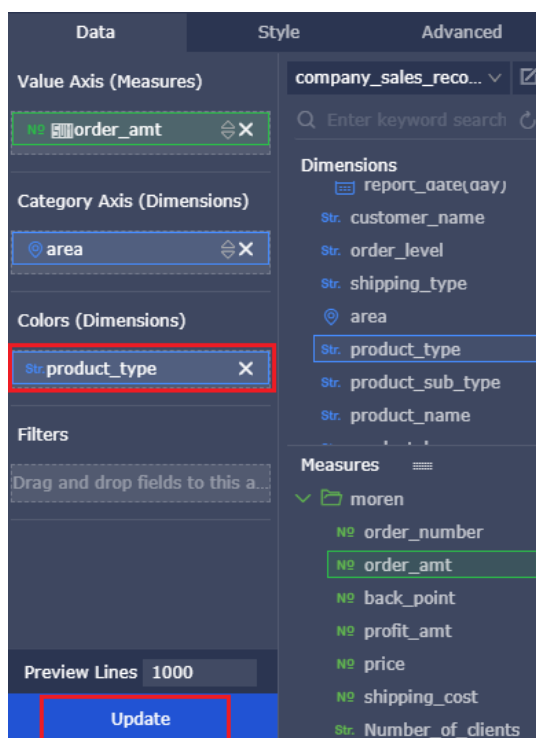 Data
Style
Advanced
Value Axis (Measures)
Nº SUM order_amt
Category Axis (Dimensions)
area
Colors (Dimensions)
Str. product_type
Filters
Drag and drop fields to this a...
Preview Lines 1000
Update
company_sales_reco...
Enter keyword search
Dimensions
report_date(day)
Str. customer_name
Str. order_level
Str. shipping_type
area
Str. product_type
Str. product_sub_type
Str. product_name
Measures
moren
Nº order_number
Nº order_amt
Nº back_point
Nº profit_amt
Nº price
Nº shipping_cost
Str. Number_of_clients